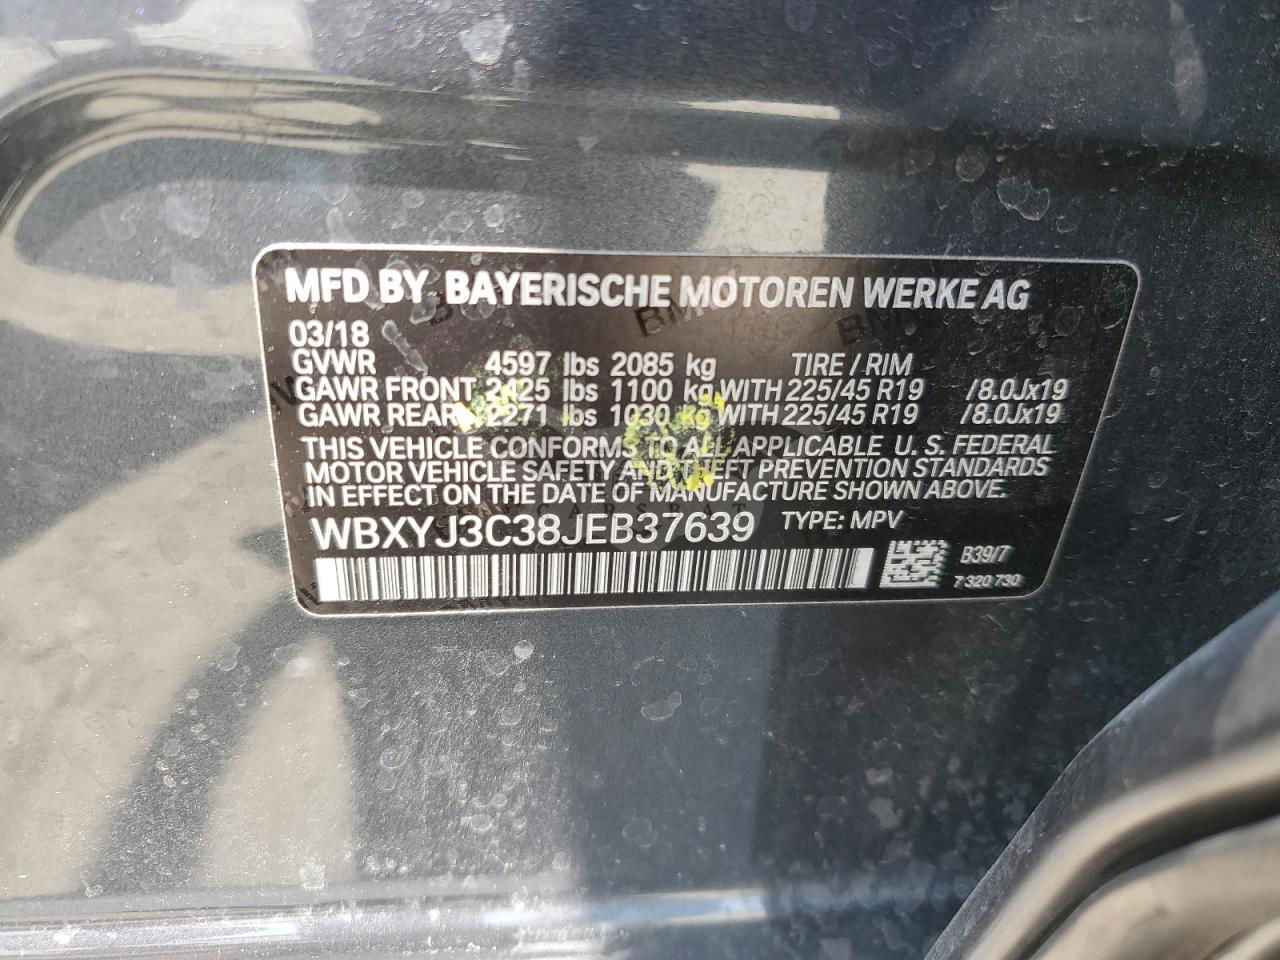 MFD BY BAYERISCHE MOTOREN WERKE AG
03/18
GVWR 4597 lbs 2085 kg TIRE / RIM
GAWR FRONT 2425 lbs 1100 kg WITH 225/45 R19 /8.0Jx19
GAWR REAR 2271 lbs 1030 kg WITH 225/45 R19 /8.0Jx19
THIS VEHICLE CONFORMS TO ALL APPLICABLE U. S. FEDERAL
MOTOR VEHICLE SAFETY AND THEFT PREVENTION STANDARDS
IN EFFECT ON THE DATE OF MANUFACTURE SHOWN ABOVE.
WBXYJ3C38JEB37639 TYPE: MPV
B39/7
7 320 730